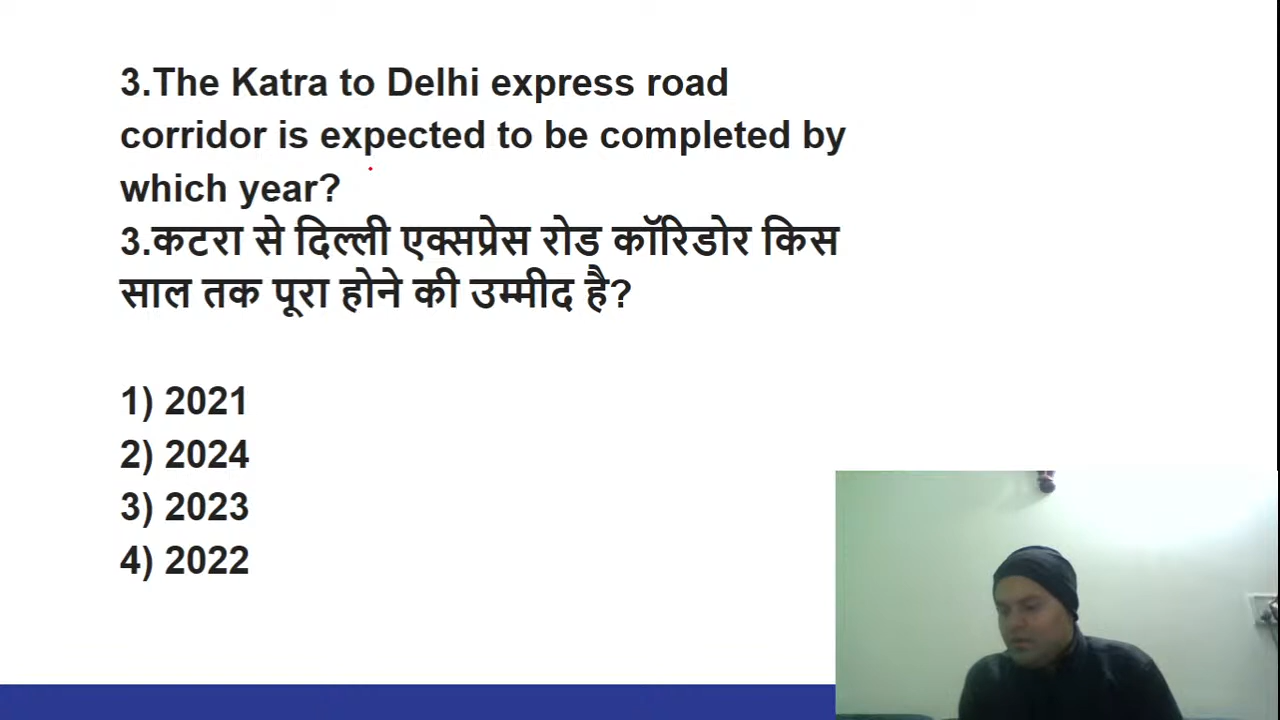 3.The Katra to Delhi express road
corridor is expected to be completed by
which year?
3.कटरा से दिल्ली एक्सप्रेस रोड कॉरिडोर किस
साल तक पूरा होने की उम्मीद है?
1) 2021
2) 2024
3) 2023
4) 2022